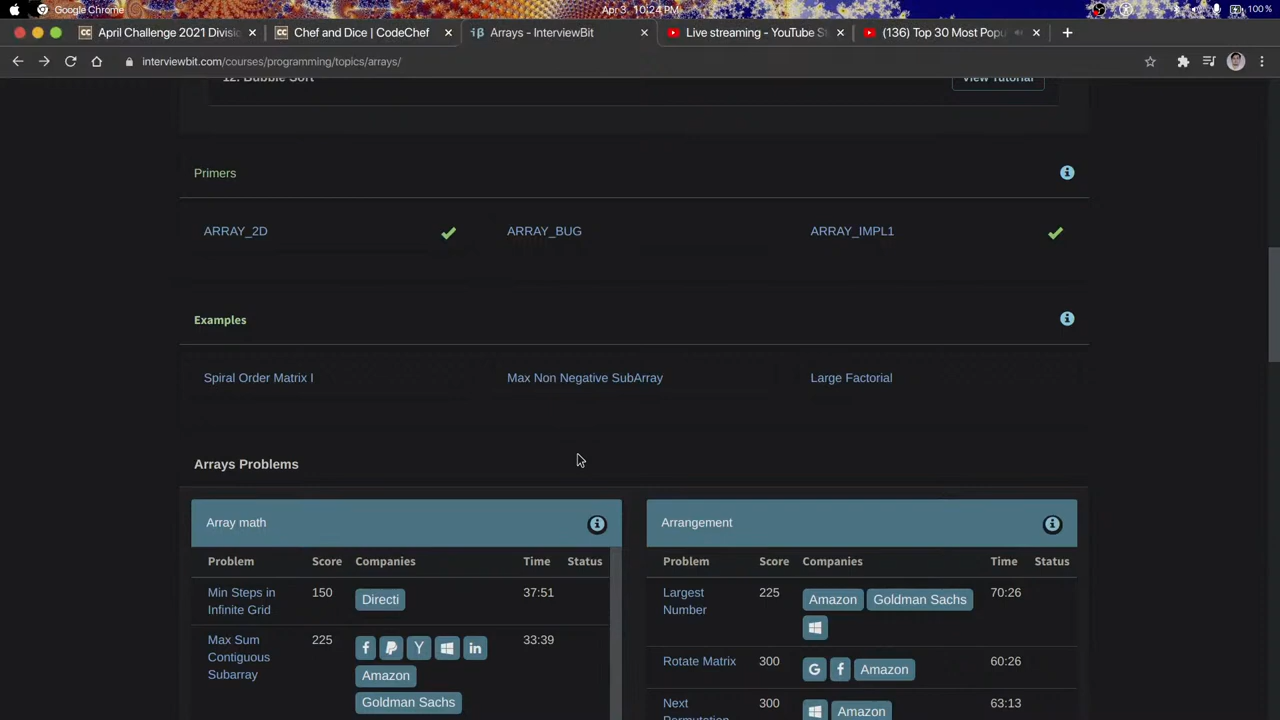 Google Chrome
Apr 3, 10:24 PM
100 %
April Challenge 2021 Divisi
Chef and Dice | CodeChef
Arrays - InterviewBit
Live streaming - YouTube S
(136) Top 30 Most Popu
interviewbit.com/courses/programming/topics/arrays/
12. Bubble Sort
View Tutorial
Primers
ARRAY_2D
ARRAY_BUG
ARRAY_IMPL1
Examples
Spiral Order Matrix I
Max Non Negative SubArray
Large Factorial
Arrays Problems
Array math
Problem Score Companies Time Status
Min Steps in
Infinite Grid
150
Directi
37:51
Max Sum
Contiguous
Subarray
225
Amazon
Goldman Sachs
33:39
Arrangement
Problem Score Companies Time Status
Largest
Number
225
Amazon Goldman Sachs
70:26
Rotate Matrix
300
Amazon
60:26
Next
Permutation
300
Amazon
63:13